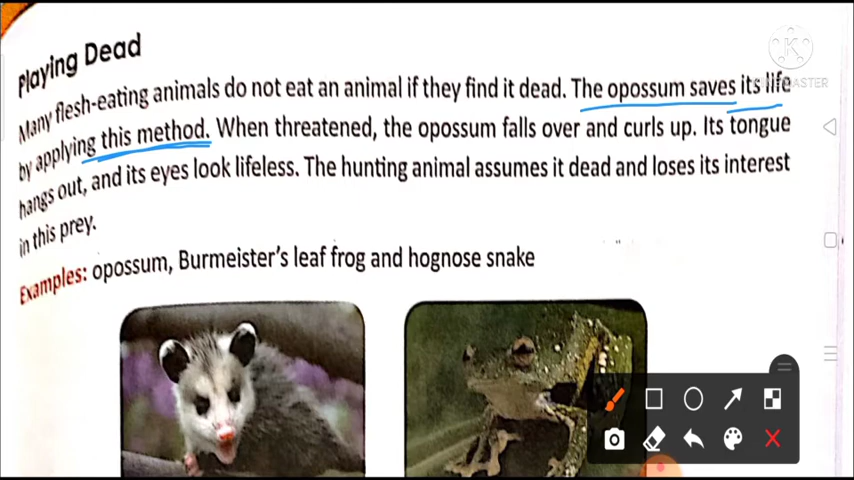 Playing Dead
Many flesh-eating animals do not eat an animal if they find it dead. The opossum saves its life
by applying this method. When threatened, the opossum falls over and curls up. Its tongue
hangs out, and its eyes look lifeless. The hunting animal assumes it dead and loses its interest
in this prey.
Examples: opossum, Burmeister's leaf frog and hognose snake